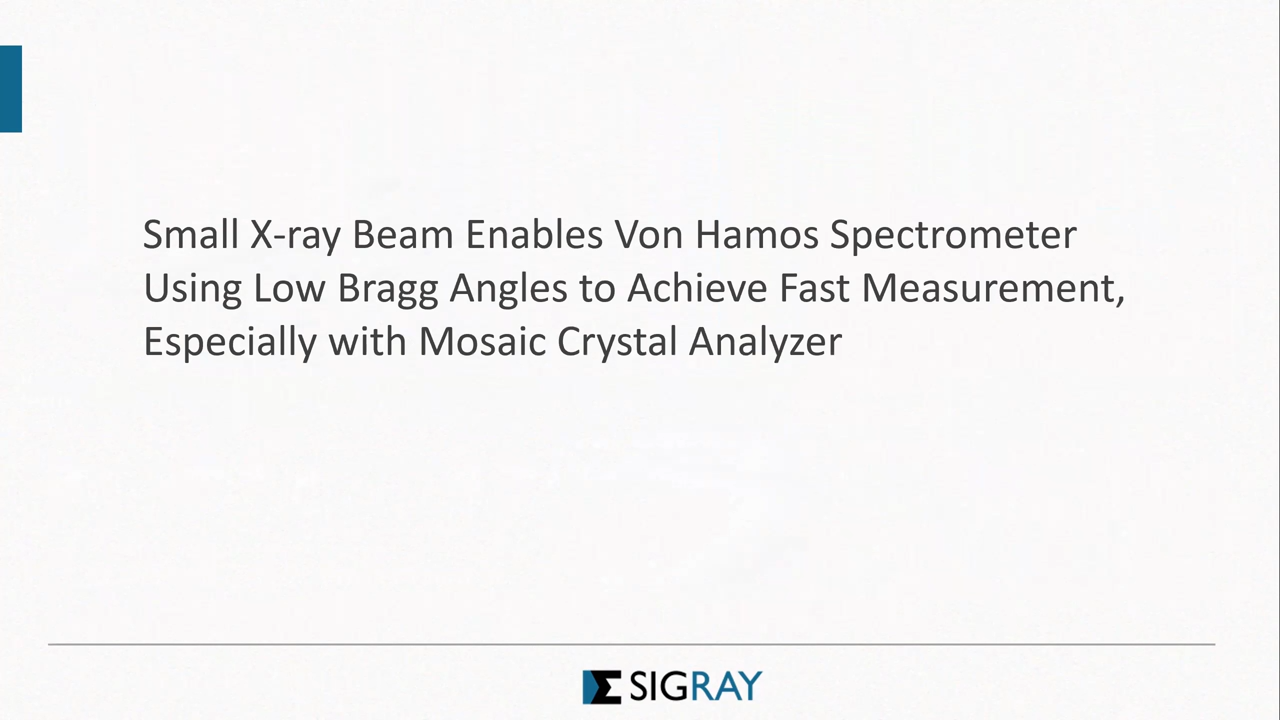 Small X-ray Beam Enables Von Hamos Spectrometer
Using Low Bragg Angles to Achieve Fast Measurement,
Especially with Mosaic Crystal Analyzer
SIGRAY